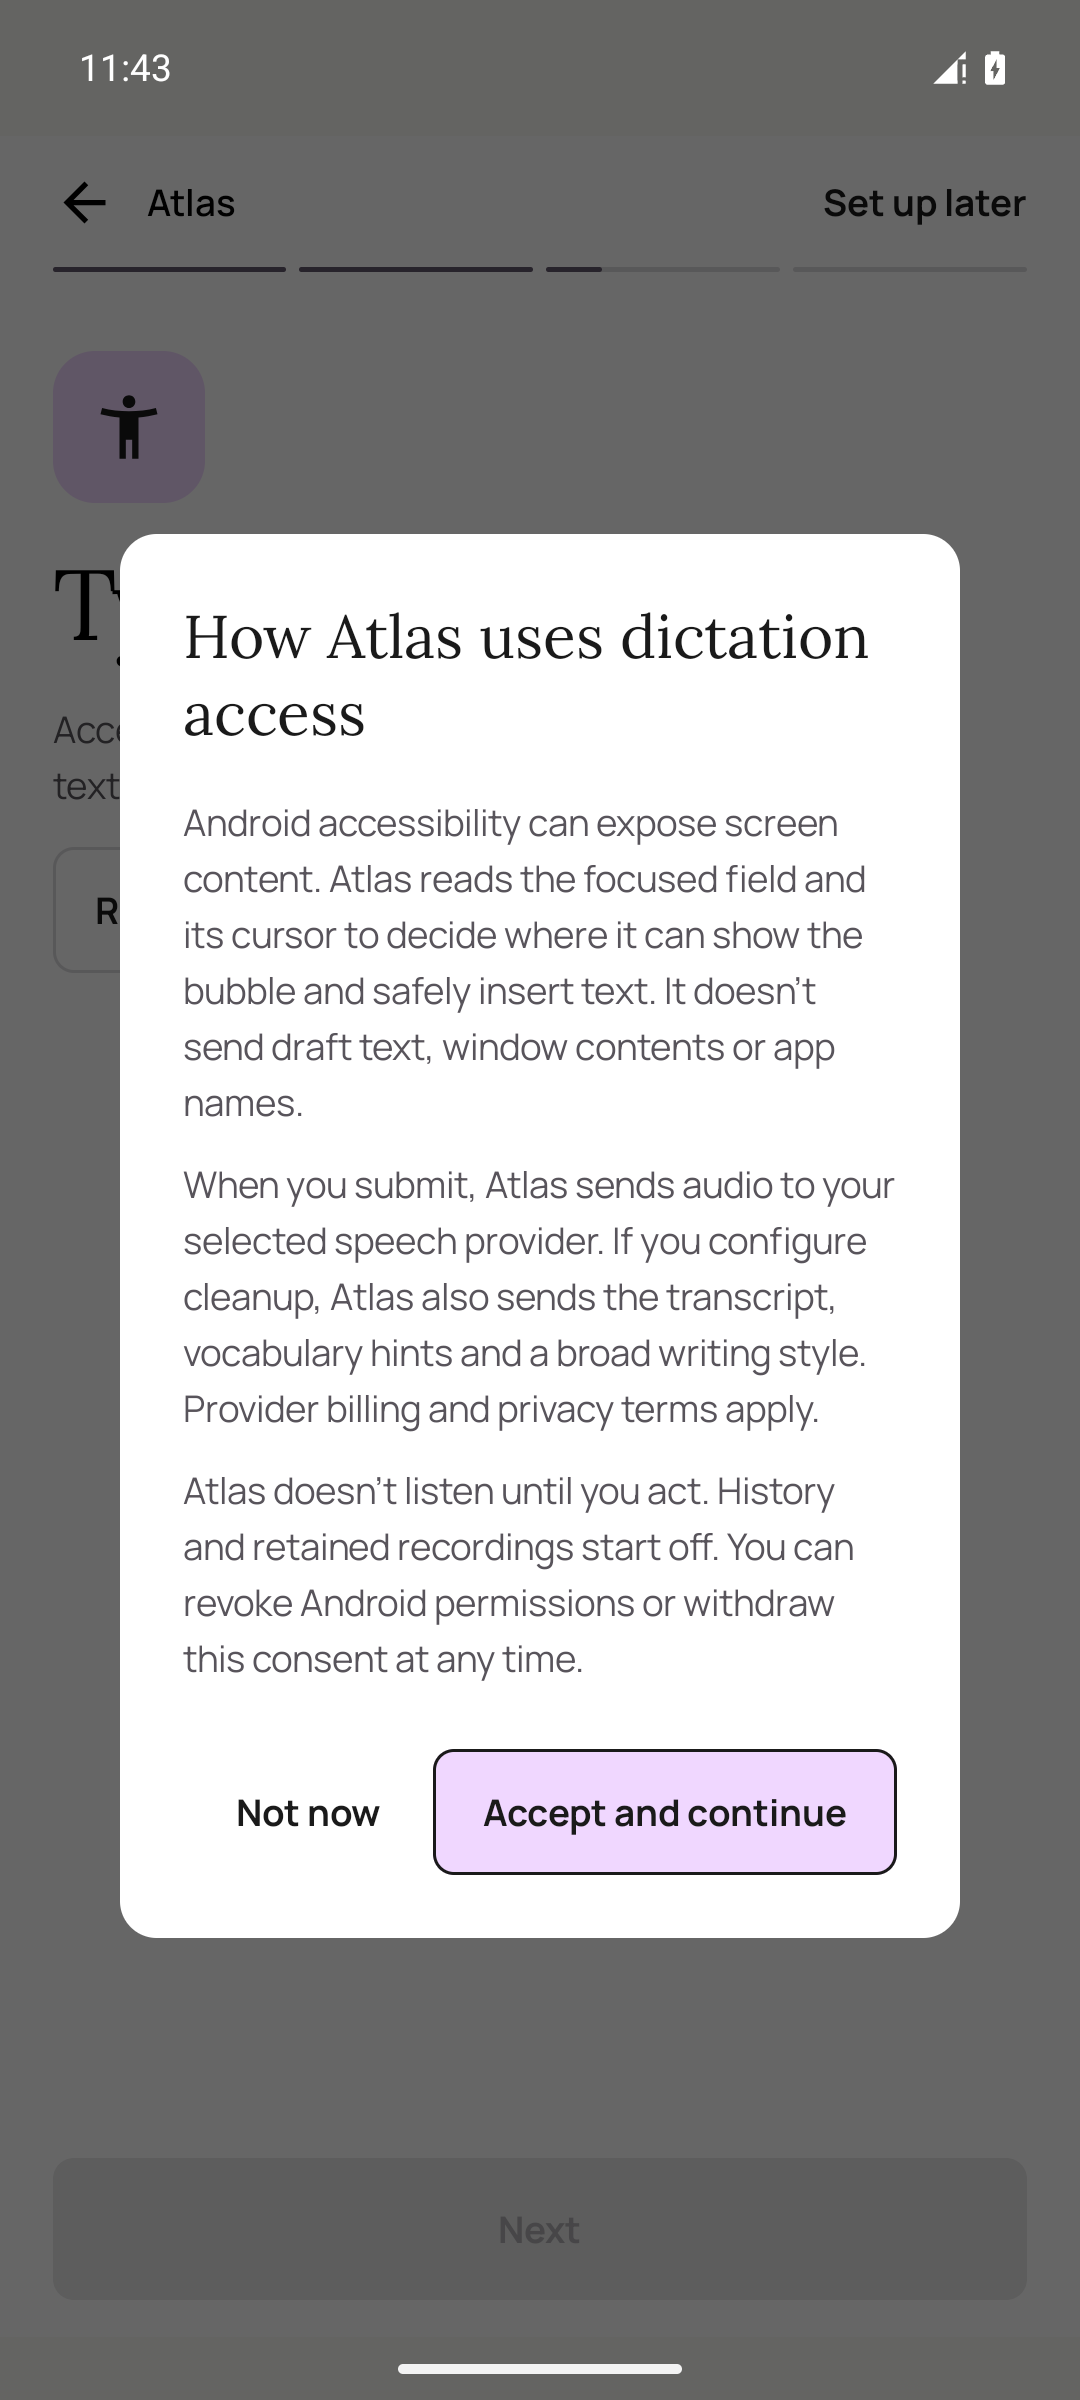 11:43
Atlas
Set up later
How Atlas uses dictation
access
Android accessibility can expose screen
content. Atlas reads the focused field and
its cursor to decide where it can show the
bubble and safely insert text. It doesn’t
send draft text, window contents or app
names.
When you submit, Atlas sends audio to your
selected speech provider. If you configure
cleanup, Atlas also sends the transcript,
vocabulary hints and a broad writing style.
Provider billing and privacy terms apply.
Atlas doesn’t listen until you act. History
and retained recordings start off. You can
revoke Android permissions or withdraw
this consent at any time.
Not now
Accept and continue
Next